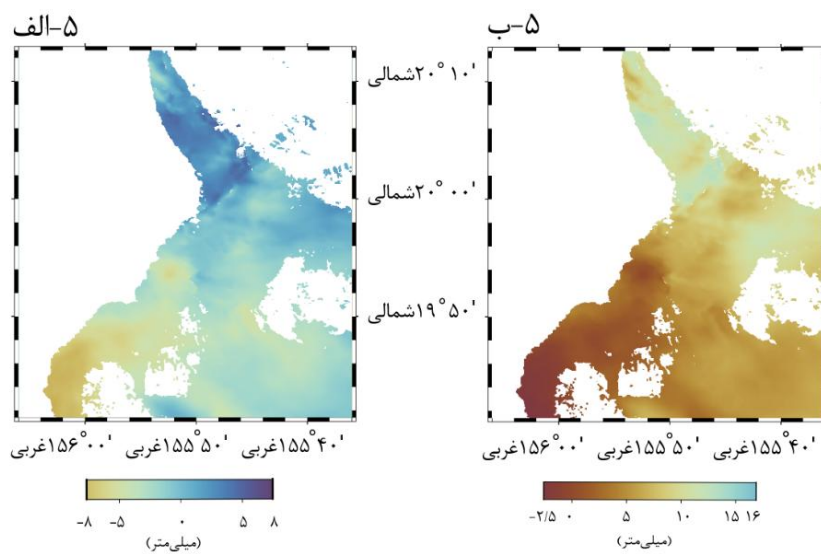 ۵-الف
۵-ب
۲۰°۱۰'شمالی
۲۰°۰۰'شمالی
۱۹°۵۰'شمالی
۱۵۶°۰۰'غربی
۱۵۵°۵۰'غربی
۱۵۵°۴۰'غربی
۱۵۶°۰۰'غربی
۱۵۵°۵۰'غربی
۱۵۵°۴۰'غربی
-۸ -۵ ۰ ۵ ۸
(میلی‌متر)
-۲/۵ ۰ ۵ ۱۰ ۱۵ ۱۶
(میلی‌متر)